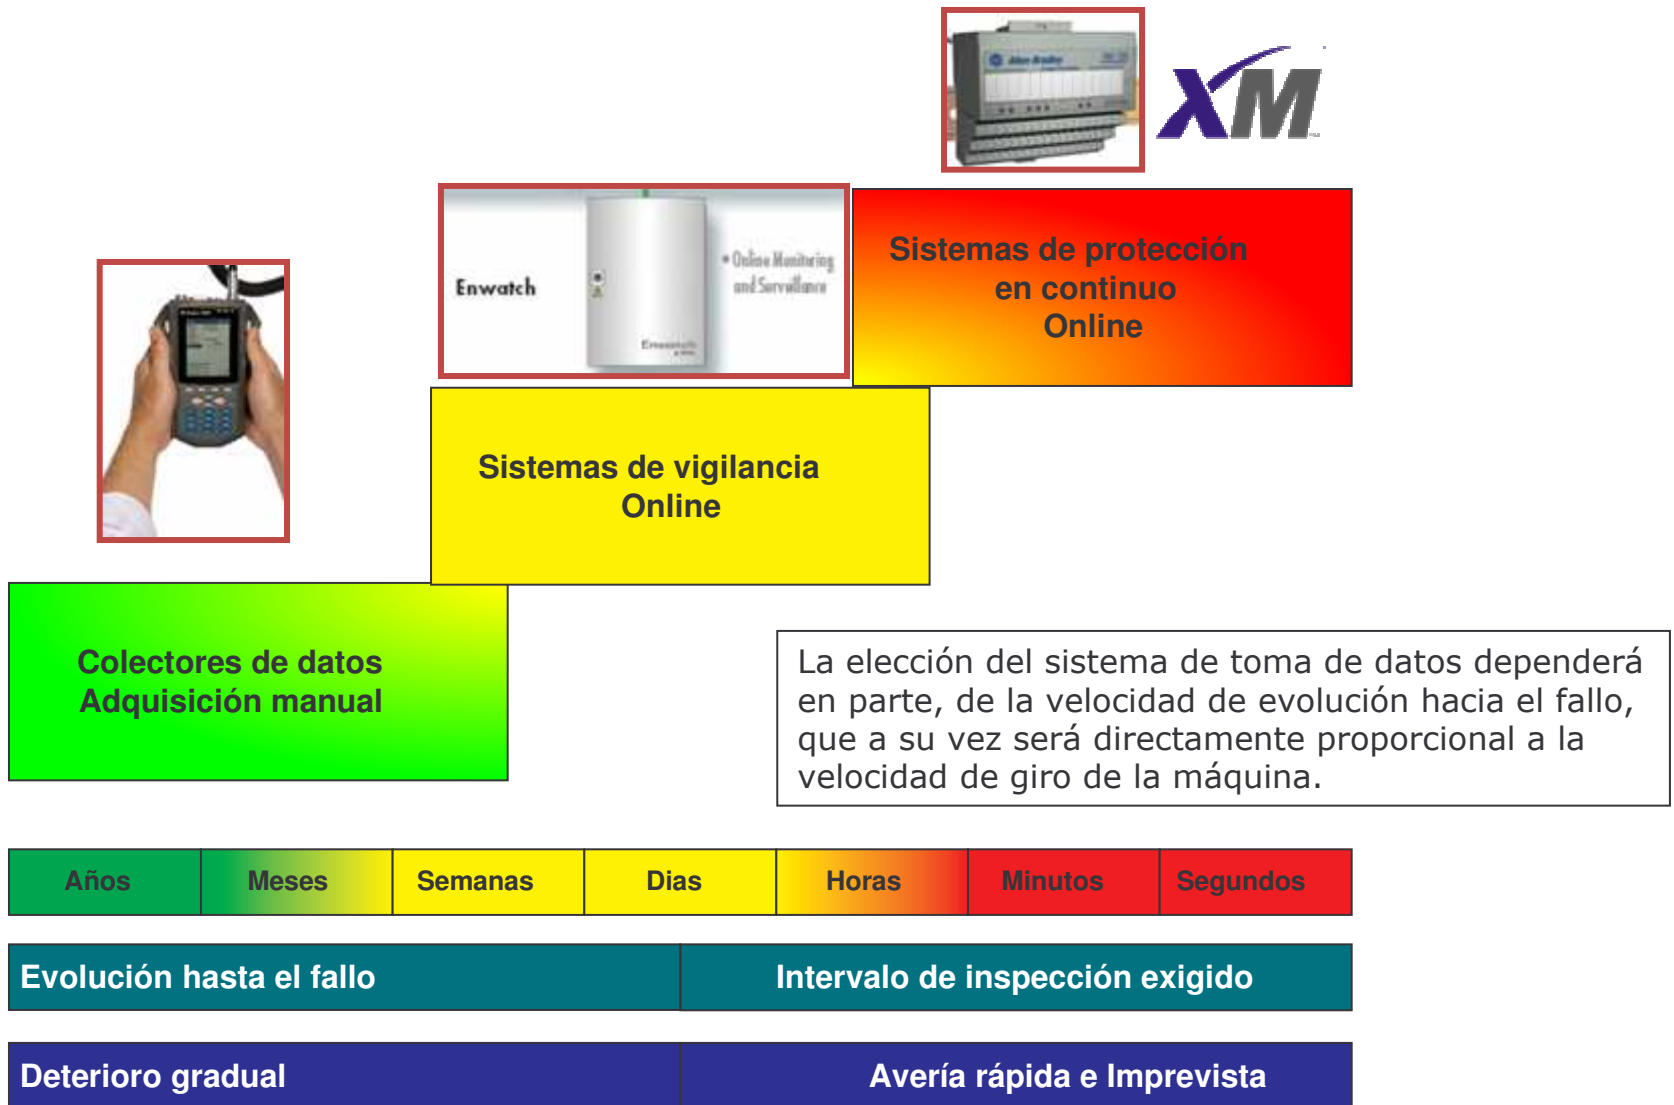 Allen-Bradley
XM
Enwatch
• Online Monitoring
and Surveillance
Enwatch
Sistemas de protección
en continuo
Online
Sistemas de vigilancia
Online
Colectores de datos
Adquisición manual
La elección del sistema de toma de datos dependerá
en parte, de la velocidad de evolución hacia el fallo,
que a su vez será directamente proporcional a la
velocidad de giro de la máquina.
Años Meses Semanas Dias Horas Minutos Segundos
Evolución hasta el fallo Intervalo de inspección exigido
Deterioro gradual Avería rápida e Imprevista